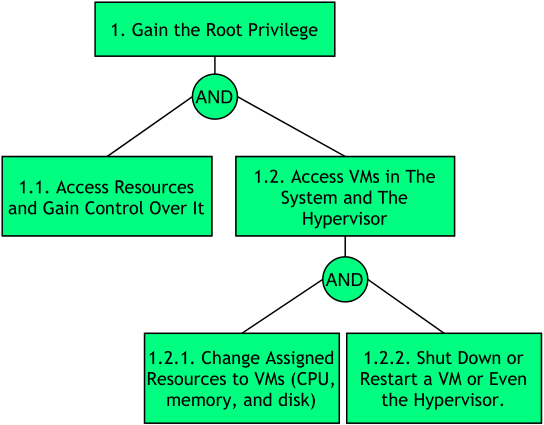 1. Gain the Root Privilege
AND
1.1. Access Resources
and Gain Control Over It
1.2. Access VMs in The
System and The
Hypervisor
AND
1.2.1. Change Assigned
Resources to VMs (CPU,
memory, and disk)
1.2.2. Shut Down or
Restart a VM or Even
the Hypervisor.